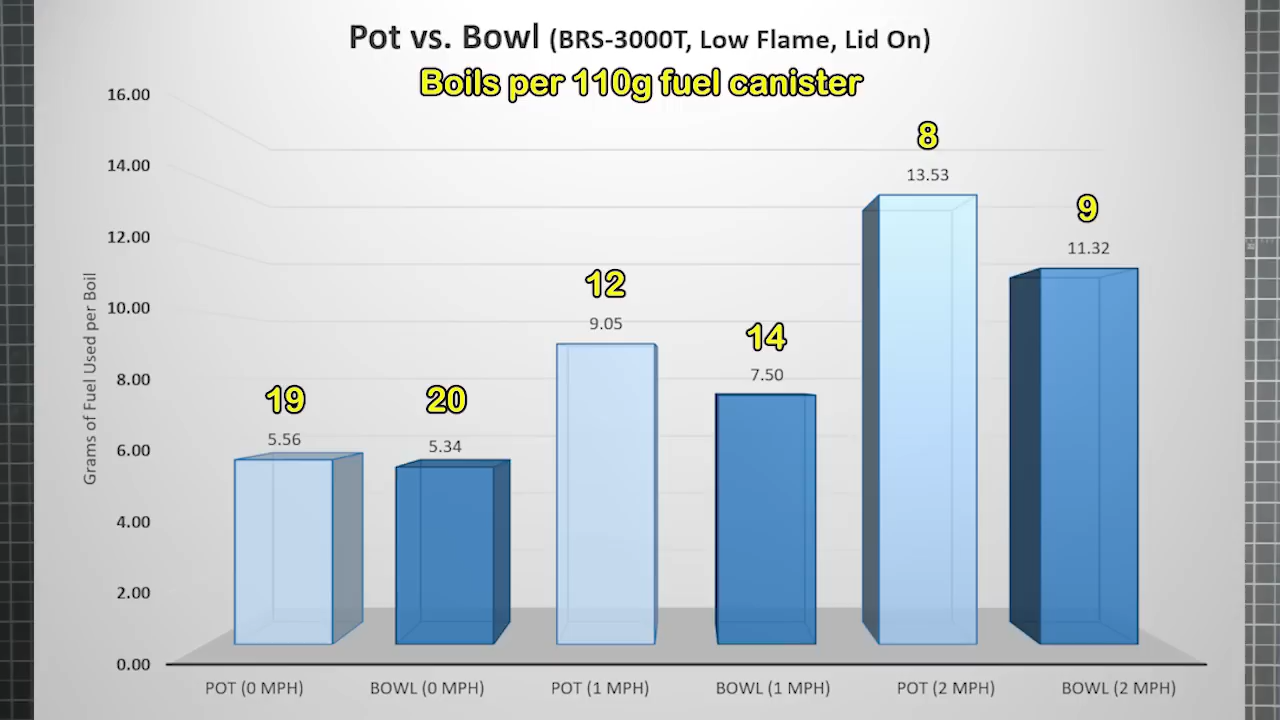 Pot vs. Bowl (BRS-3000T, Low Flame, Lid On)
Boils per 110g fuel canister
16.00
14.00
12.00
10.00
8.00
6.00
4.00
2.00
0.00
Grams of Fuel Used per Boil
19
5.56
20
5.34
12
9.05
14
7.50
8
13.53
9
11.32
POT (0 MPH)
BOWL (0 MPH)
POT (1 MPH)
BOWL (1 MPH)
POT (2 MPH)
BOWL (2 MPH)